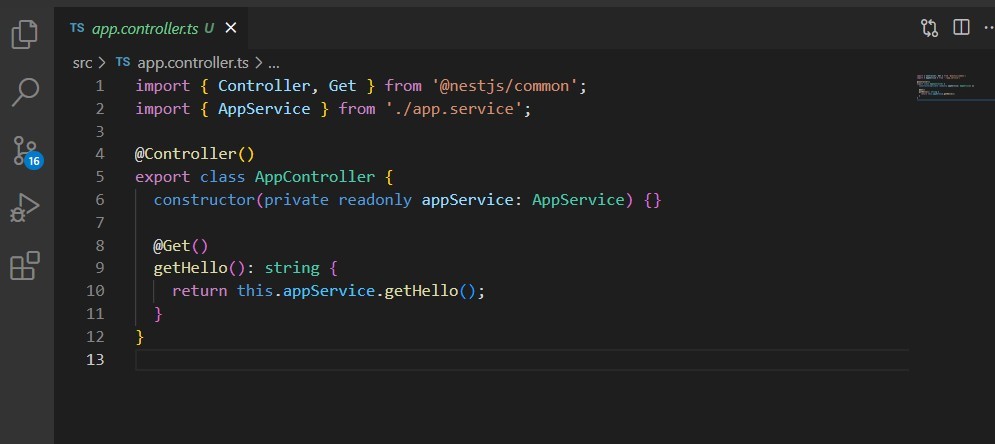 TS app.controller.ts U ×
src > TS app.controller.ts > ...
1 import { Controller, Get } from '@nestjs/common';
2 import { AppService } from './app.service';
3
4 @Controller()
5 export class AppController {
6   constructor(private readonly appService: AppService) {}
7
8   @Get()
9   getHello(): string {
10     return this.appService.getHello();
11   }
12 }
13
16